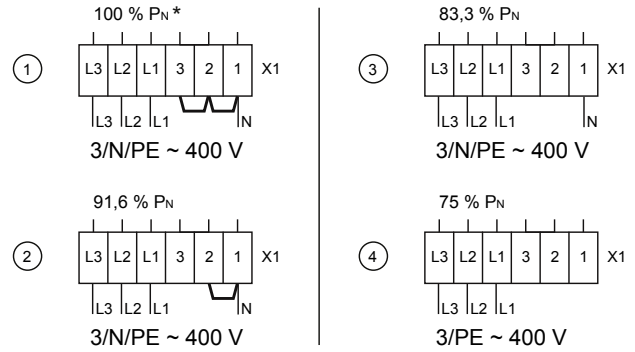 100 % PN *
1
L3 L2 L1 3 2 1 X1
L3 L2 L1 N
3/N/PE ~ 400 V
91,6 % PN
2
L3 L2 L1 3 2 1 X1
L3 L2 L1 N
3/N/PE ~ 400 V
83,3 % PN
3
L3 L2 L1 3 2 1 X1
L3 L2 L1 N
3/N/PE ~ 400 V
75 % PN
4
L3 L2 L1 3 2 1 X1
L3 L2 L1
3/PE ~ 400 V